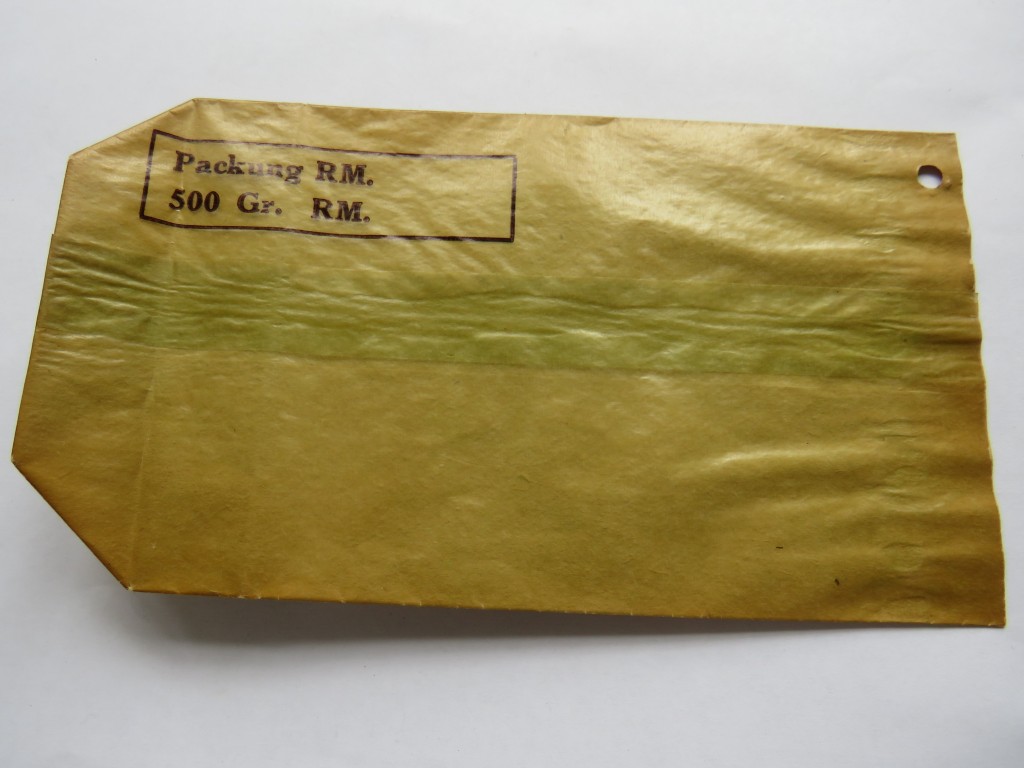 Packung RM.
500 Gr. RM.